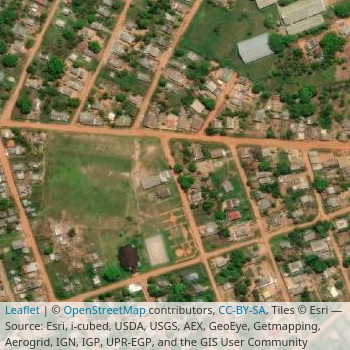 Leaflet | © OpenStreetMap contributors, CC-BY-SA, Tiles © Esri —
Source: Esri, i-cubed, USDA, USGS, AEX, GeoEye, Getmapping,
Aerogrid, IGN, IGP, UPR-EGP, and the GIS User Community